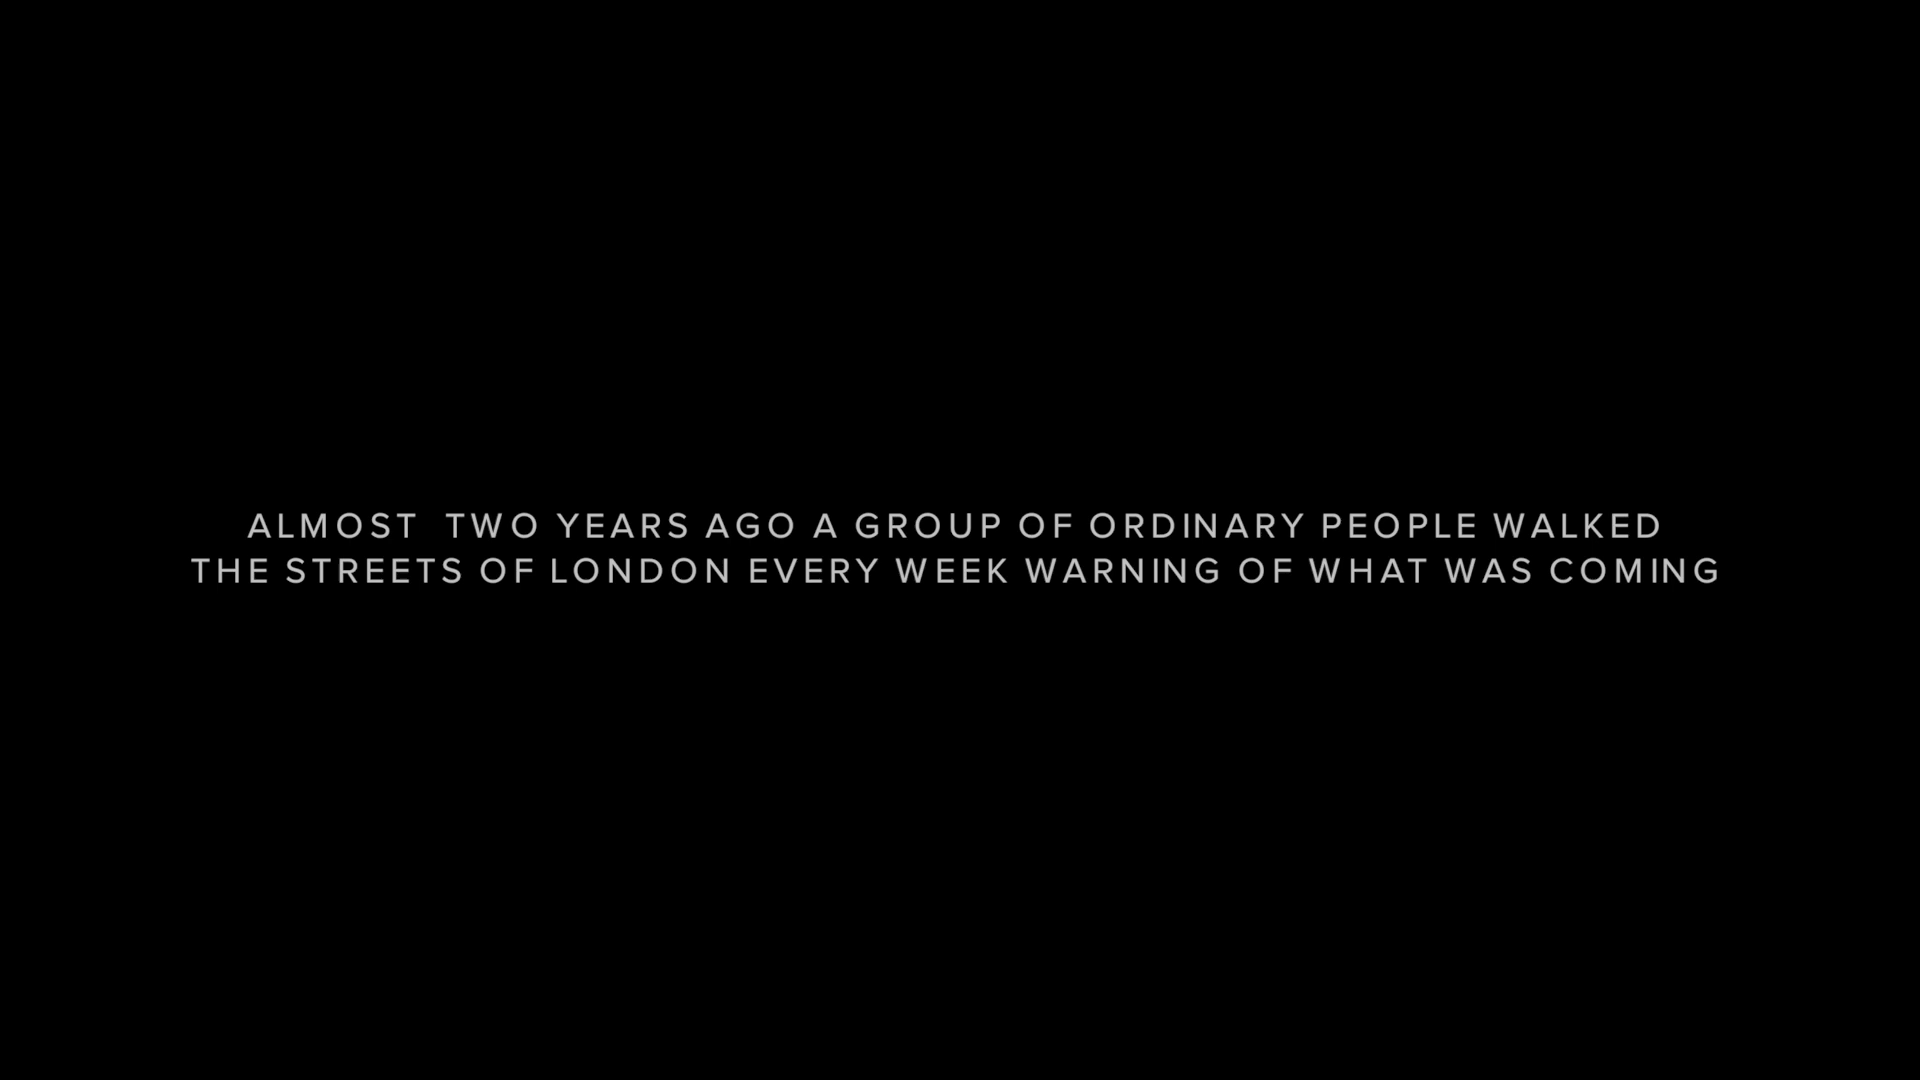 ALMOST  TWO YEARS AGO A GROUP OF ORDINARY PEOPLE WALKED
THE STREETS OF LONDON EVERY WEEK WARNING OF WHAT WAS COMING